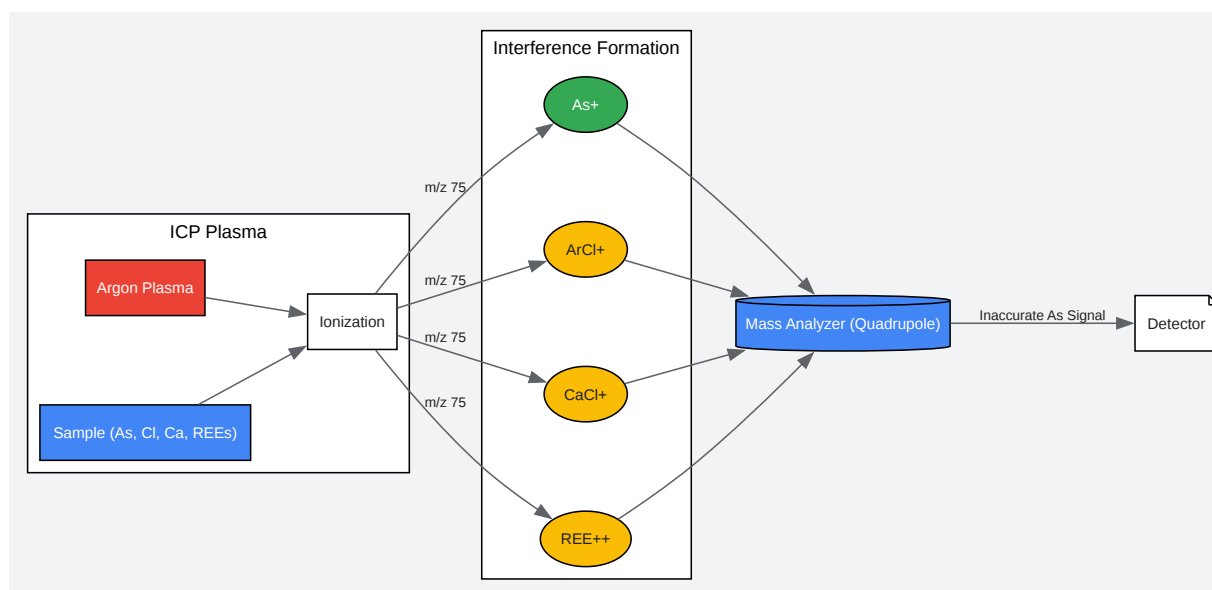 Interference Formation
As+
m/z 75
ICP Plasma
ArCl+
Argon Plasma
m/z 75
Ionization
Mass Analyzer (Quadrupole)
Inaccurate As Signal
Detector
m/z 75
CaCl+
m/z 75
Sample (As, Cl, Ca, REEs)
REE++